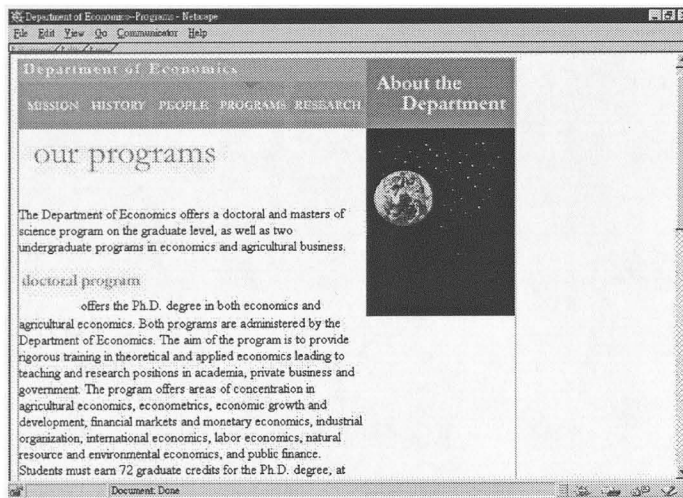 Department of Economics--Programs - Netscape
File Edit View Go Communicator Help
Department of Economics
About the
Department
MISSION HISTORY PEOPLE PROGRAMS RESEARCH
our programs
The Department of Economics offers a doctoral and masters of
science program on the graduate level, as well as two
undergraduate programs in economics and agricultural business.
doctoral program
offers the Ph.D. degree in both economics and
agricultural economics. Both programs are administered by the
Department of Economics. The aim of the program is to provide
rigorous training in theoretical and applied economics leading to
teaching and research positions in academia, private business and
government. The program offers areas of concentration in
agricultural economics, econometrics, economic growth and
development, financial markets and monetary economics, industrial
organization, international economics, labor economics, natural
resource and environmental economics, and public finance.
Students must earn 72 graduate credits for the Ph.D. degree, at
Document: Done